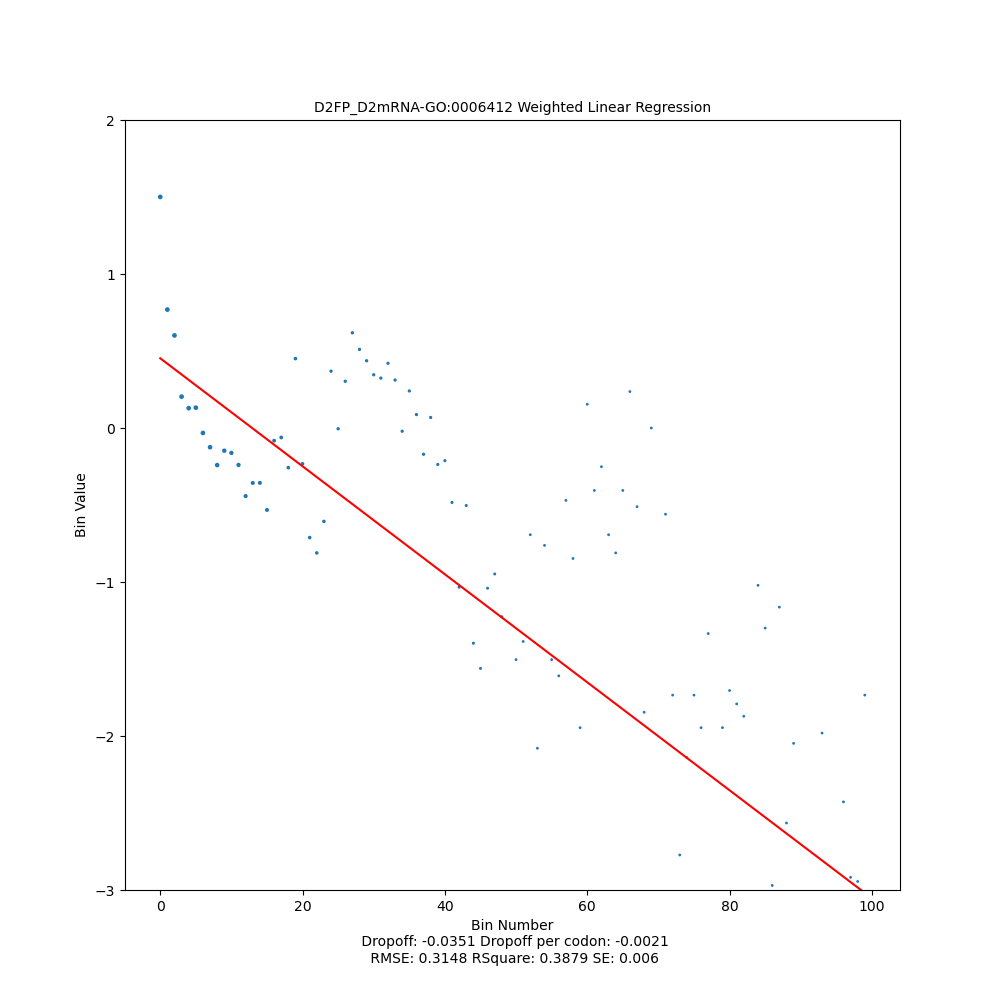 D2FP_D2mRNA-GO:0006412 Weighted Linear Regression
2
1
0
−1
−2
−3
Bin Value
0 20 40 60 80 100
Bin Number
Dropoff: -0.0351 Dropoff per codon: -0.0021
RMSE: 0.3148 RSquare: 0.3879 SE: 0.006